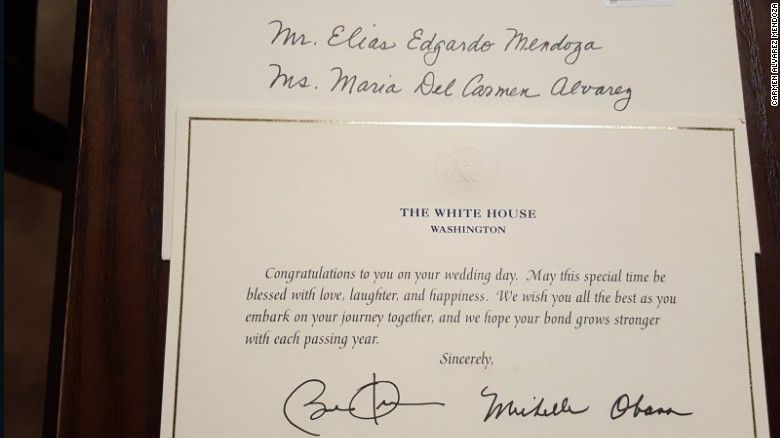 Mr. Elias Edgardo Mendoza
Ms. Maria Del Carmen Alvarez
THE WHITE HOUSE
WASHINGTON
Congratulations to you on your wedding day. May this special time be
blessed with love, laughter, and happiness. We wish you all the best as you
embark on your journey together, and we hope your bond grows stronger
with each passing year.
Sincerely,
Michelle Obama
CARMEN ALVAREZ MENDOZA